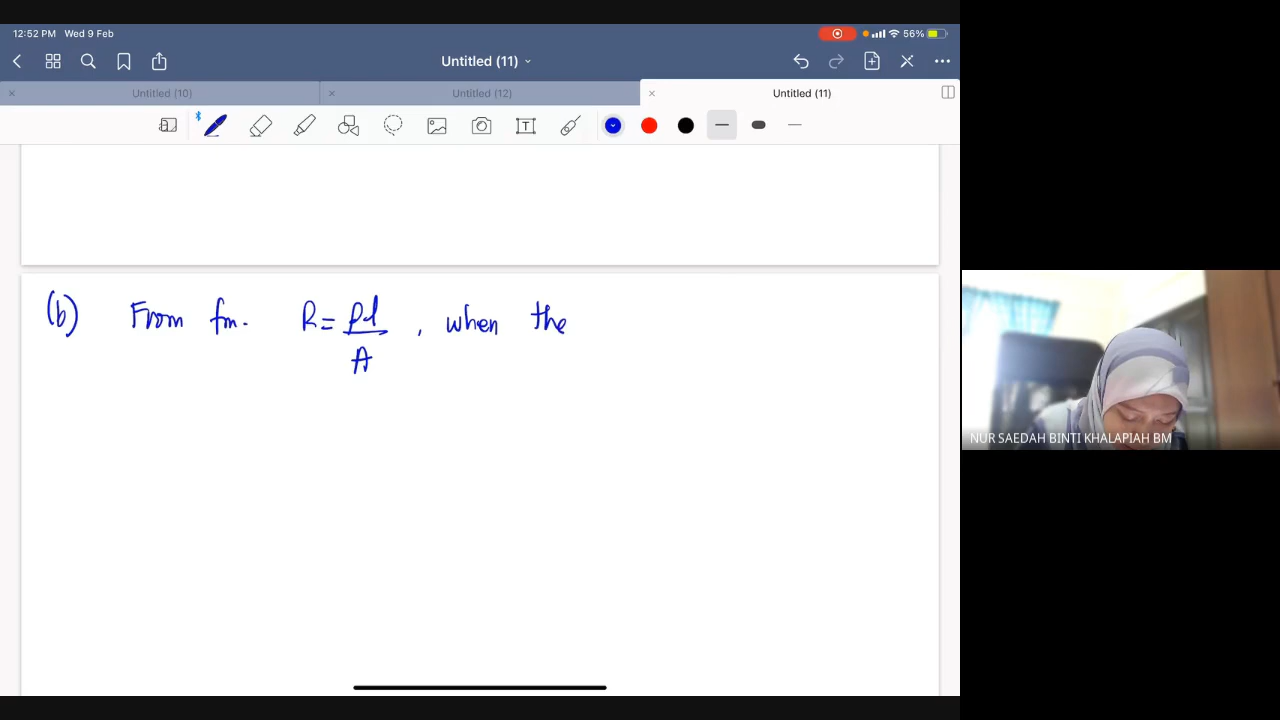 12:52 PM Wed 9 Feb
56%
Untitled (11)
Untitled (10)
Untitled (12)
Untitled (11)
(b) From fm. R = ρl / A , when the
NUR SAEDAH BINTI KHALAPIAH BM